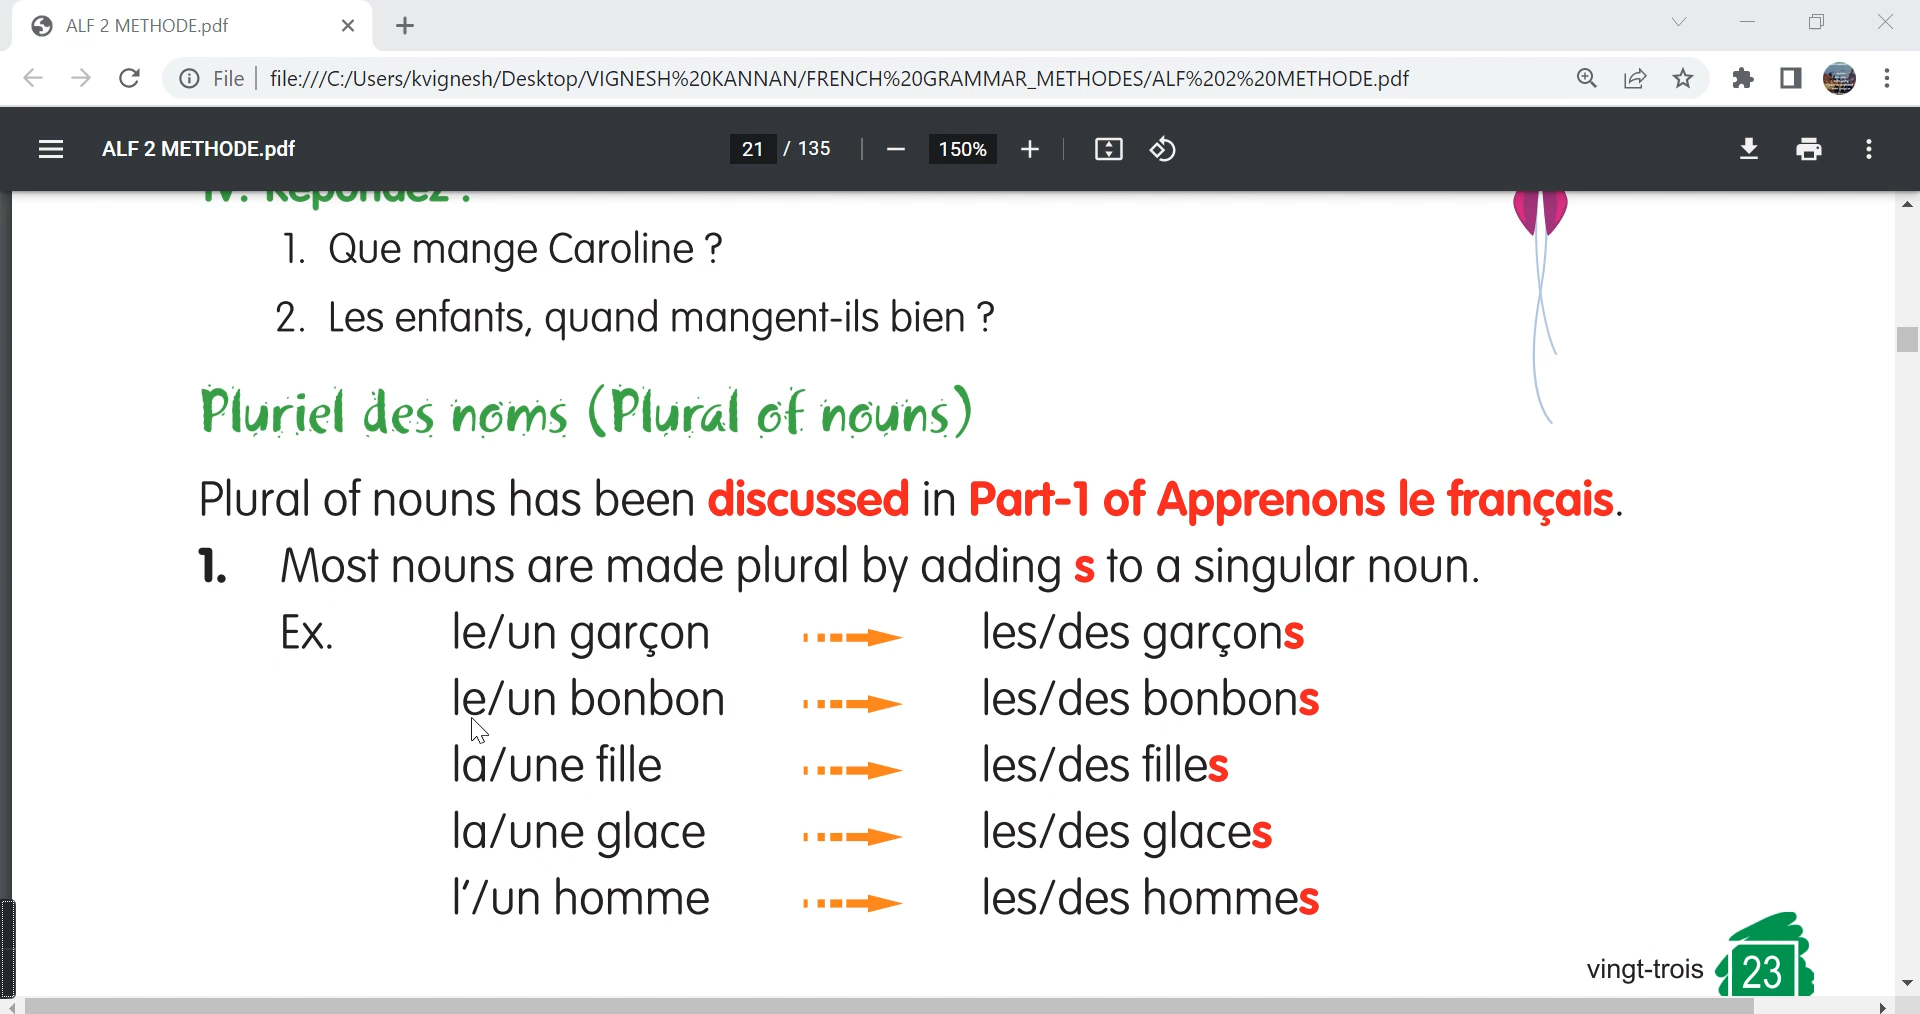 ALF 2 METHODE.pdf
File
file:///C:/Users/kvignesh/Desktop/VIGNESH%20KANNAN/FRENCH%20GRAMMAR_METHODES/ALF%202%20METHODE.pdf
ALF 2 METHODE.pdf
21 / 135
150%
IV. Répondez :
1. Que mange Caroline ?
2. Les enfants, quand mangent-ils bien ?
Pluriel des noms (Plural of nouns)
Plural of nouns has been discussed in Part-1 of Apprenons le français.
1. Most nouns are made plural by adding s to a singular noun.
Ex. le/un garçon les/des garçons
le/un bonbon les/des bonbons
la/une fille les/des filles
la/une glace les/des glaces
l'/un homme les/des hommes
vingt-trois 23